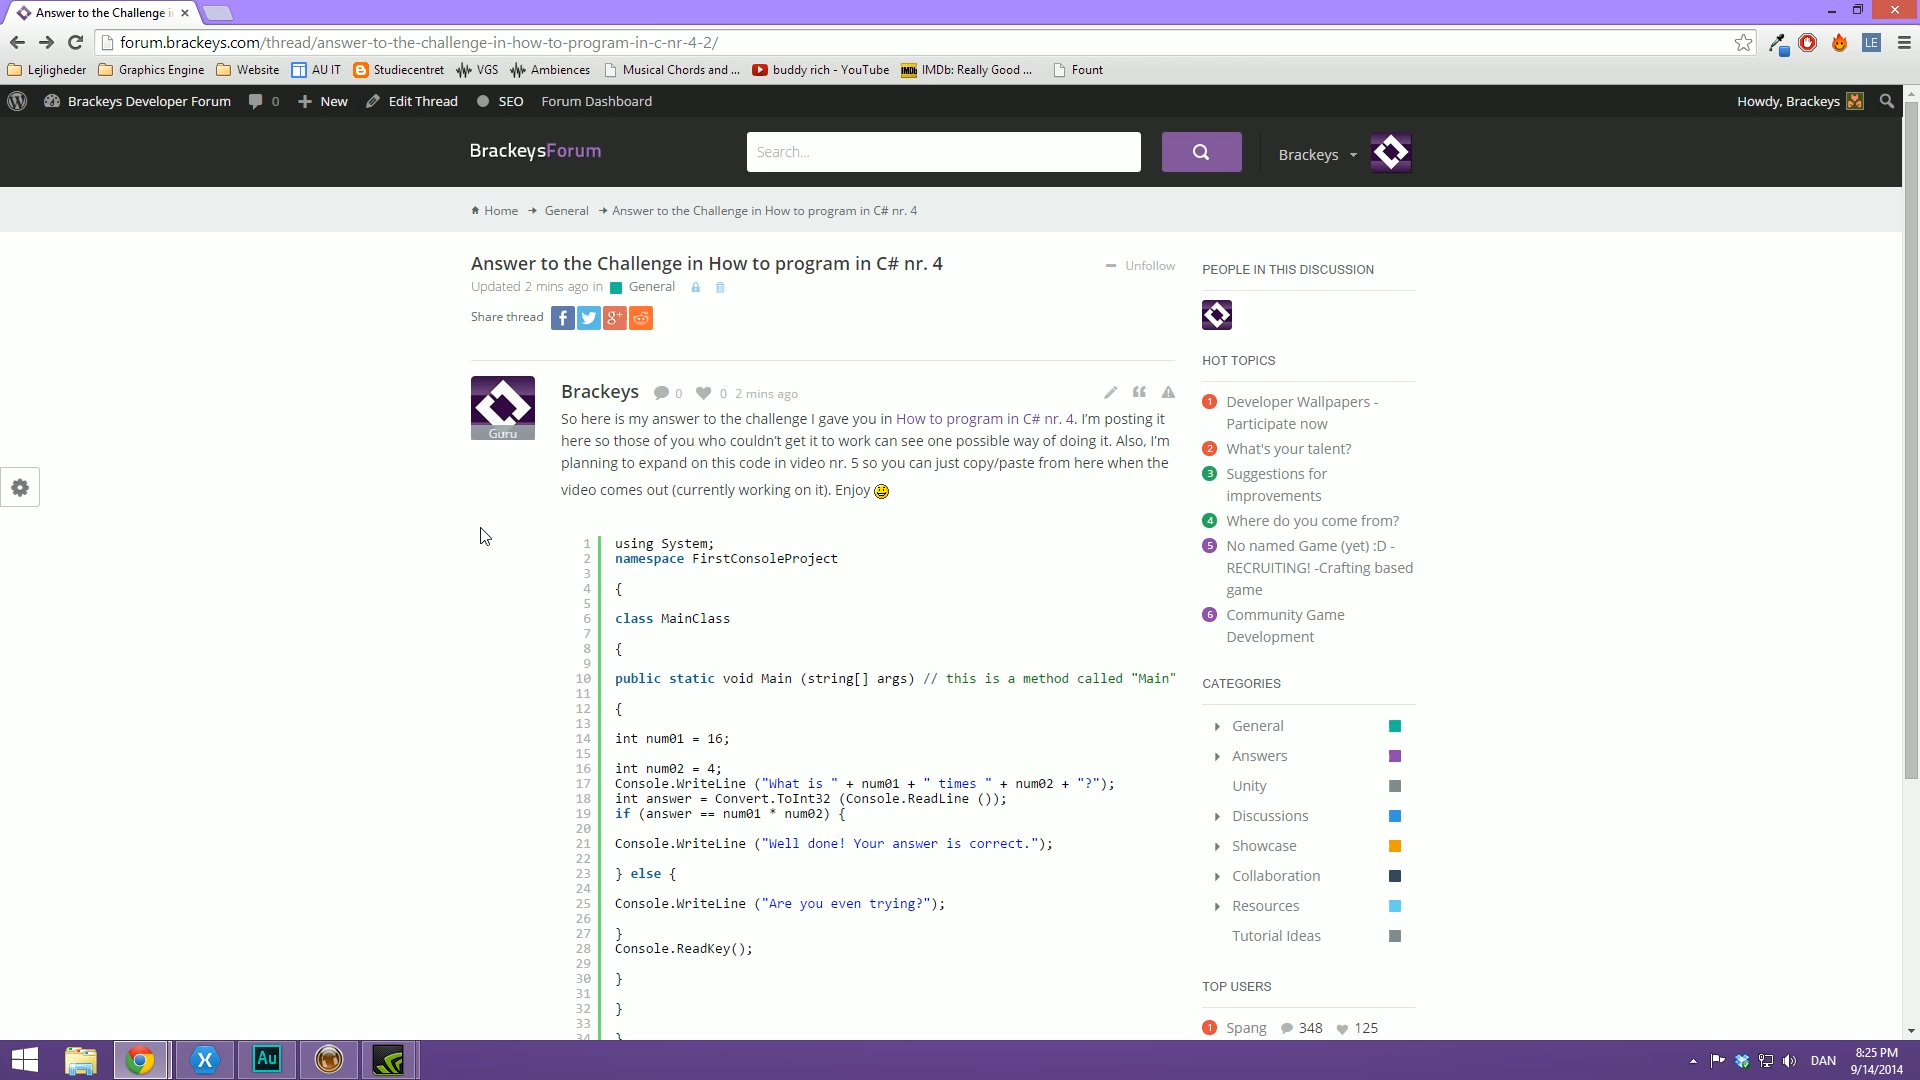 Answer to the Challenge i
forum.brackeys.com/thread/answer-to-the-challenge-in-how-to-program-in-c-nr-4-2/
LE
Lejligheder Graphics Engine Website AU IT Studiecentret VGS Ambiences Musical Chords and ... buddy rich - YouTube IMDb: Really Good ... Fount
Brackeys Developer Forum 0 New Edit Thread SEO Forum Dashboard Howdy, Brackeys
BrackeysForum Search... Brackeys
Home → General → Answer to the Challenge in How to program in C# nr. 4
Answer to the Challenge in How to program in C# nr. 4
Unfollow
Updated 2 mins ago in General
Share thread
Brackeys 0 0 2 mins ago
Guru
So here is my answer to the challenge I gave you in How to program in C# nr. 4. I'm posting it
here so those of you who couldn't get it to work can see one possible way of doing it. Also, I'm
planning to expand on this code in video nr. 5 so you can just copy/paste from here when the
video comes out (currently working on it). Enjoy
1 using System;
2 namespace FirstConsoleProject
3
4 {
5
6 class MainClass
7
8 {
9
10 public static void Main (string[] args) // this is a method called "Main"
11
12 {
13
14 int num01 = 16;
15
16 int num02 = 4;
17 Console.WriteLine ("What is " + num01 + " times " + num02 + "?");
18 int answer = Convert.ToInt32 (Console.ReadLine ());
19 if (answer == num01 * num02) {
20
21 Console.WriteLine ("Well done! Your answer is correct.");
22
23 } else {
24
25 Console.WriteLine ("Are you even trying?");
26
27 }
28 Console.ReadKey();
29
30 }
31
32 }
33
34 }
PEOPLE IN THIS DISCUSSION
HOT TOPICS
1 Developer Wallpapers -
Participate now
2 What's your talent?
3 Suggestions for
improvements
4 Where do you come from?
5 No named Game (yet) :D -
RECRUITING! -Crafting based
game
6 Community Game
Development
CATEGORIES
General
Answers
Unity
Discussions
Showcase
Collaboration
Resources
Tutorial Ideas
TOP USERS
1 Spang 348 125
Au
DAN
8:25 PM
9/14/2014